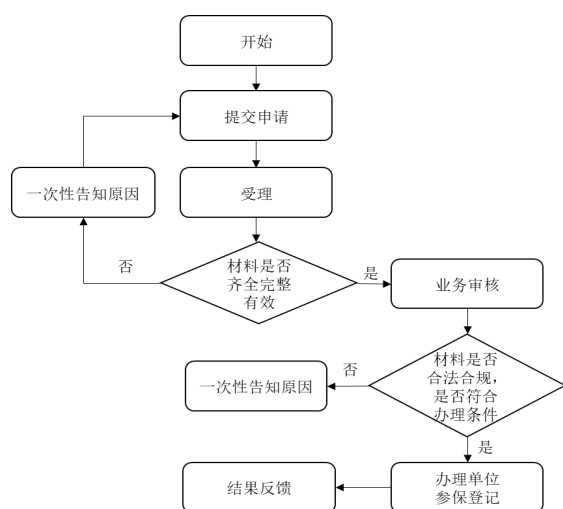 开始
提交申请
一次性告知原因
受理
否
材料是否
齐全完整
有效
是
业务审核
一次性告知原因
否
材料是否
合法合规，
是否符合
办理条件
是
结果反馈
办理单位
参保登记